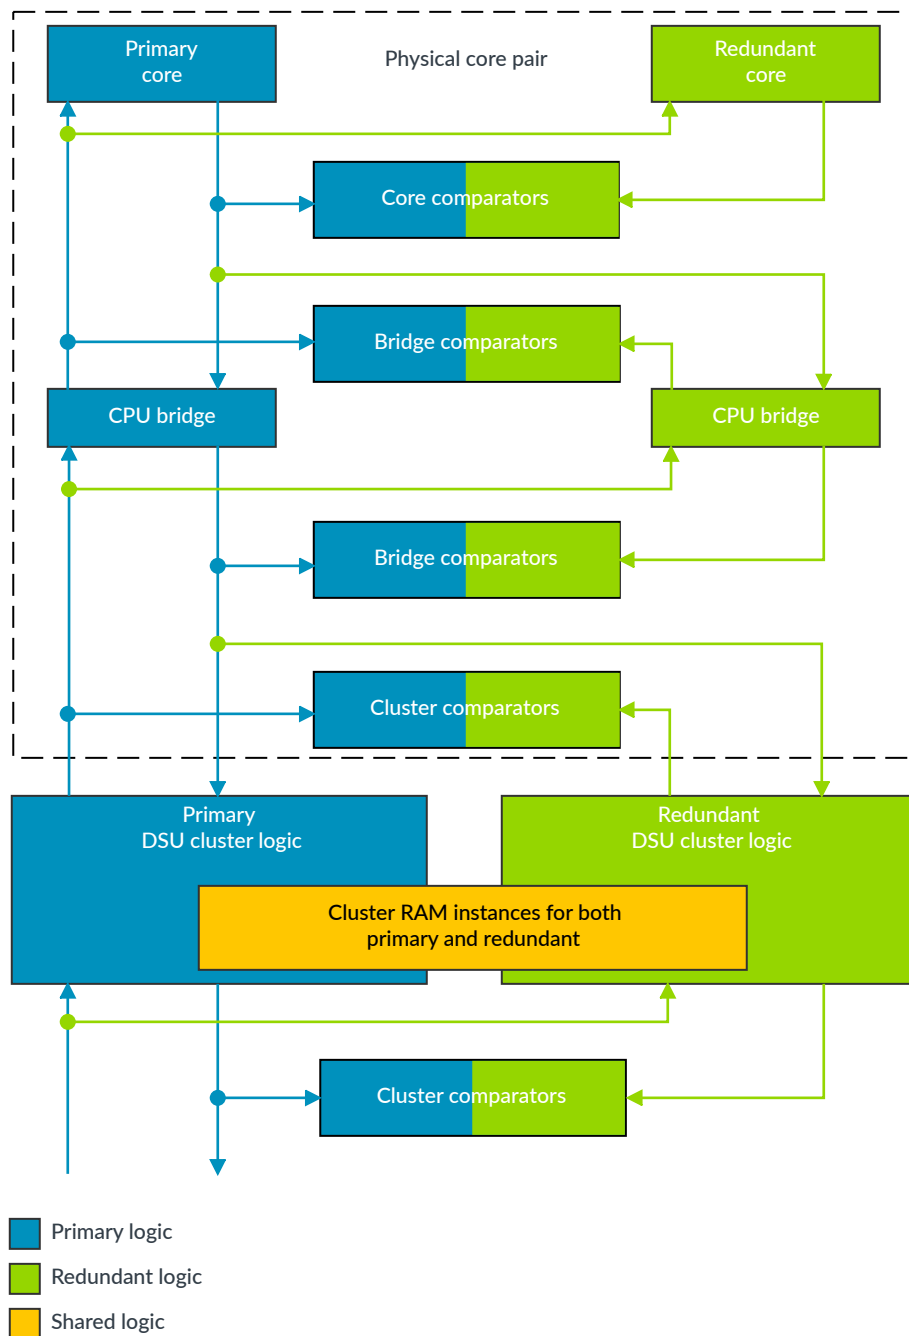 Primary
core
Physical core pair
Redundant
core
Core comparators
Bridge comparators
CPU bridge
CPU bridge
Bridge comparators
Cluster comparators
Primary
DSU cluster logic
Redundant
DSU cluster logic
Cluster RAM instances for both
primary and redundant
Cluster comparators
Primary logic
Redundant logic
Shared logic